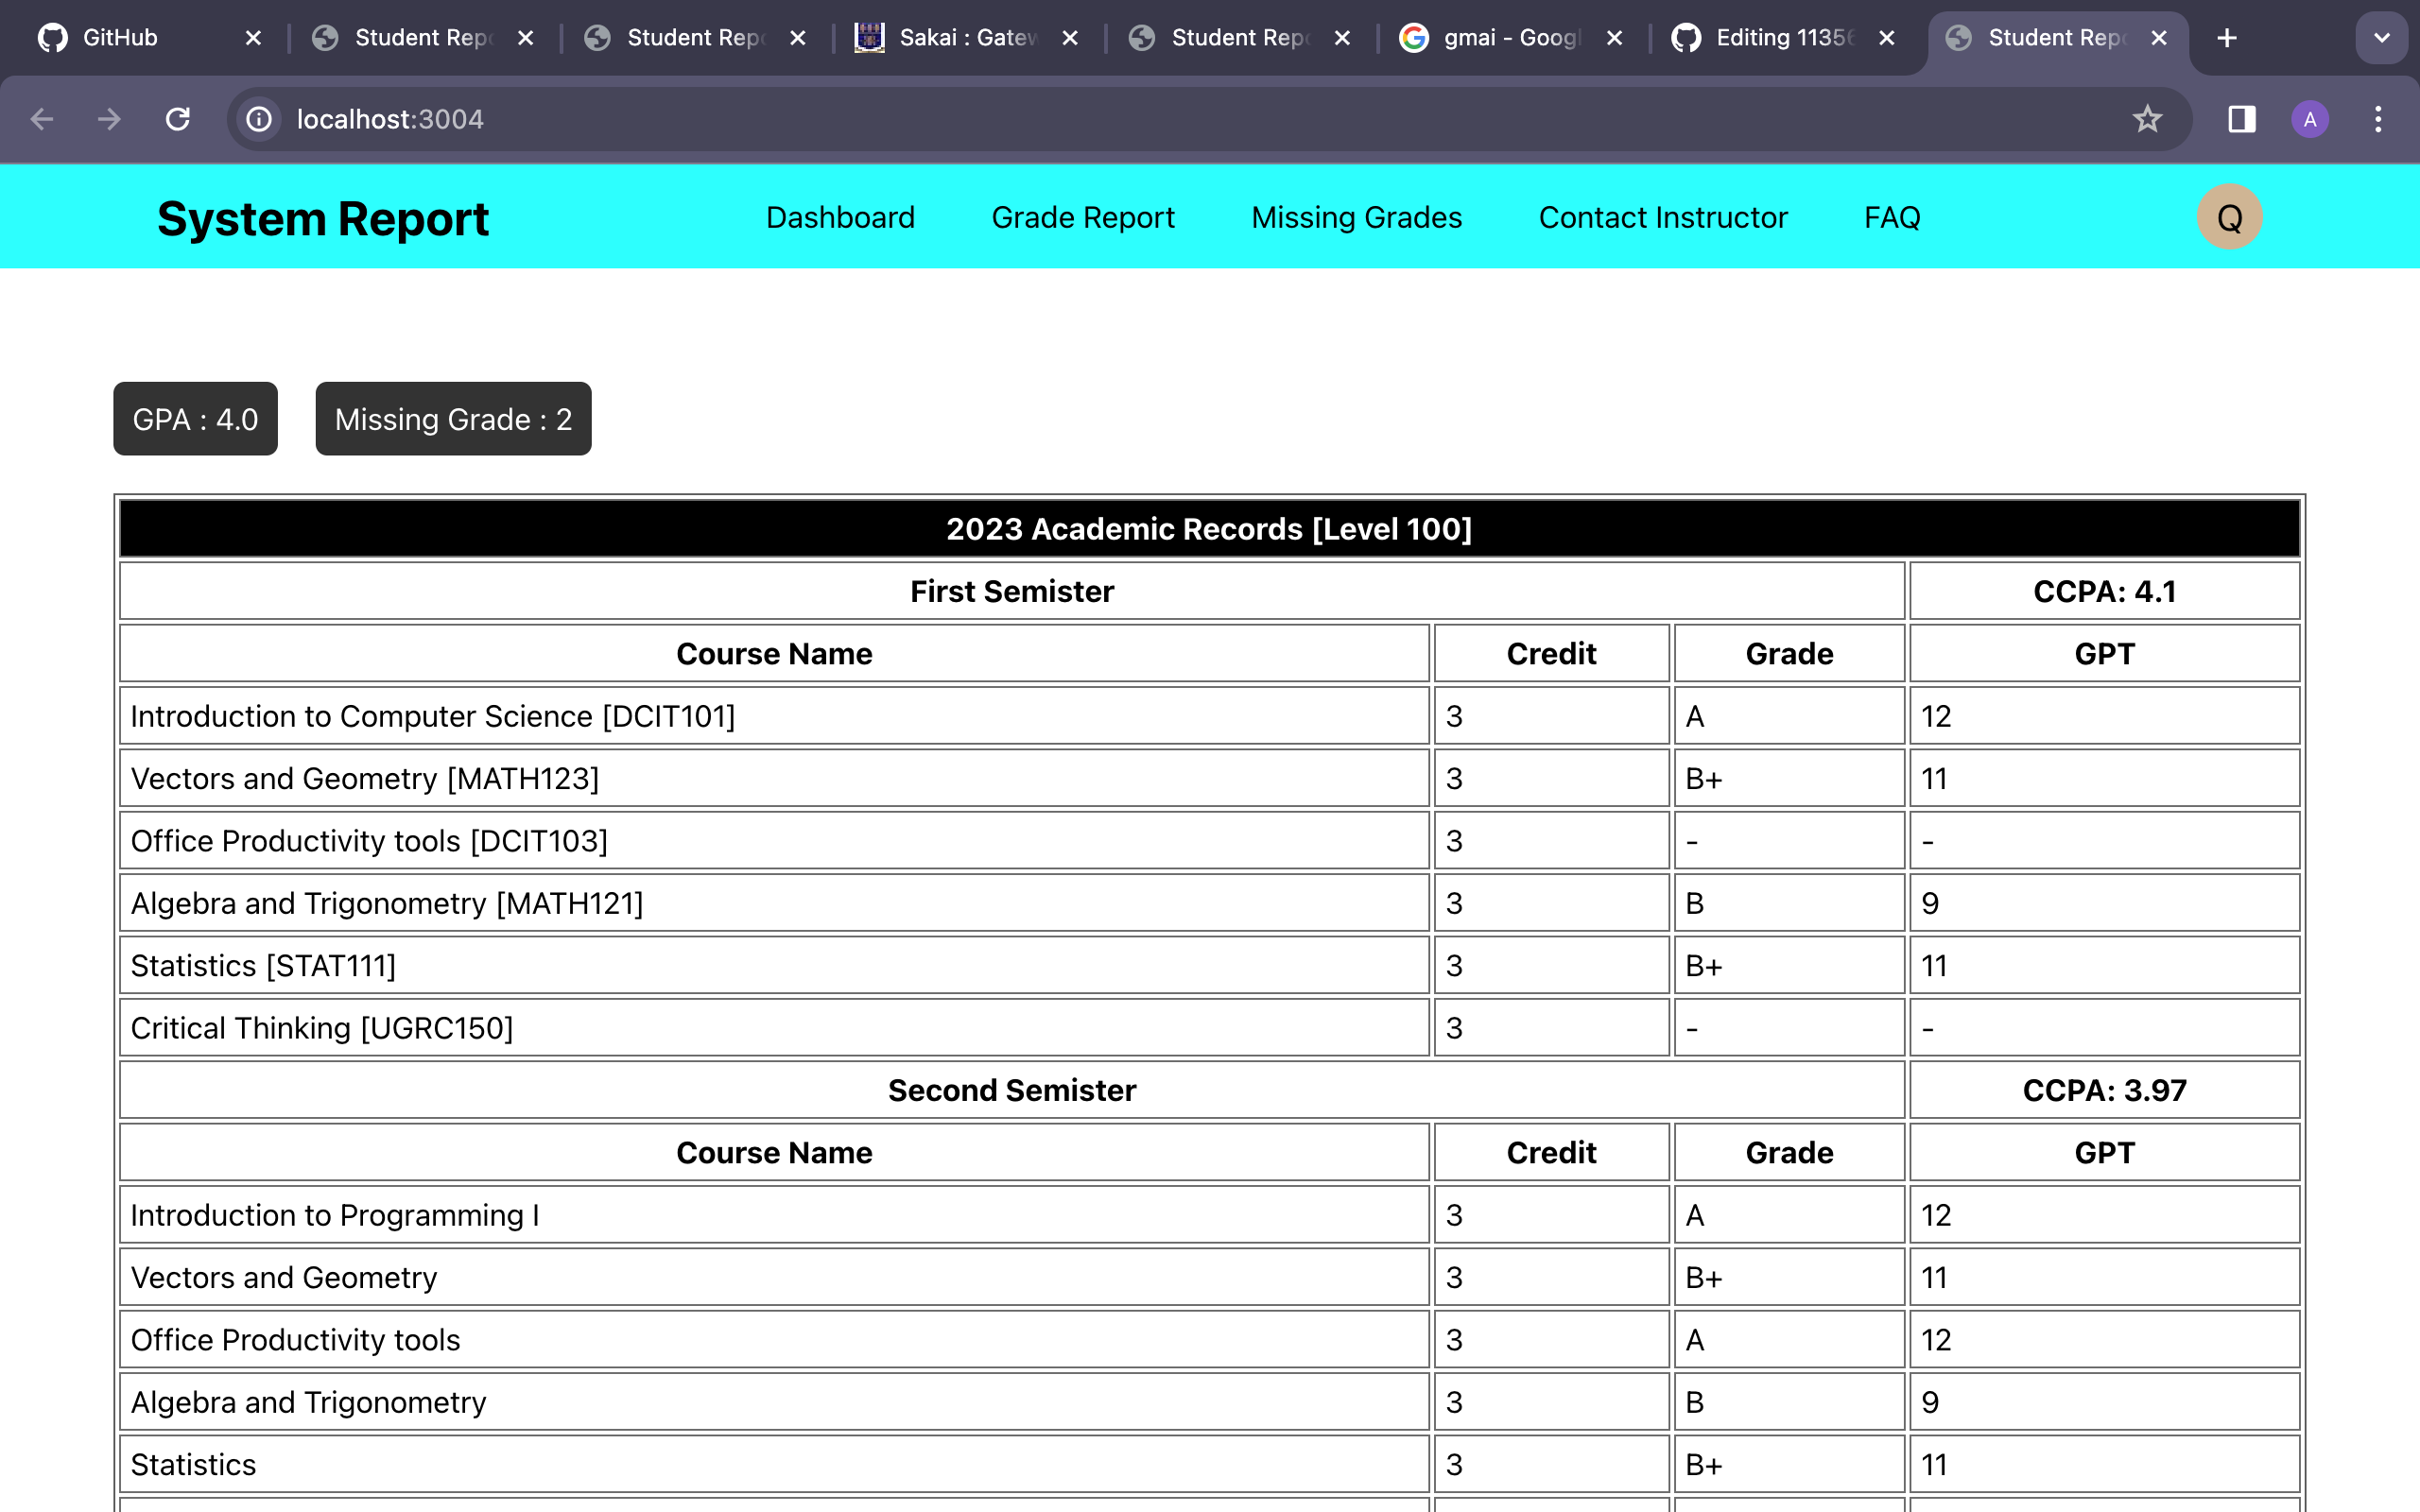 GitHub Student Rep Student Rep Sakai : Gatew Student Rep gmai - Googl Editing 1135 Student Rep
localhost:3004 A
System Report Dashboard Grade Report Missing Grades Contact Instructor FAQ Q
GPA : 4.0 Missing Grade : 2
2023 Academic Records [Level 100]
First Semister CCPA: 4.1
Course Name Credit Grade GPT
Introduction to Computer Science [DCIT101] 3 A 12
Vectors and Geometry [MATH123] 3 B+ 11
Office Productivity tools [DCIT103] 3 - -
Algebra and Trigonometry [MATH121] 3 B 9
Statistics [STAT111] 3 B+ 11
Critical Thinking [UGRC150] 3 - -
Second Semister CCPA: 3.97
Course Name Credit Grade GPT
Introduction to Programming I 3 A 12
Vectors and Geometry 3 B+ 11
Office Productivity tools 3 A 12
Algebra and Trigonometry 3 B 9
Statistics 3 B+ 11